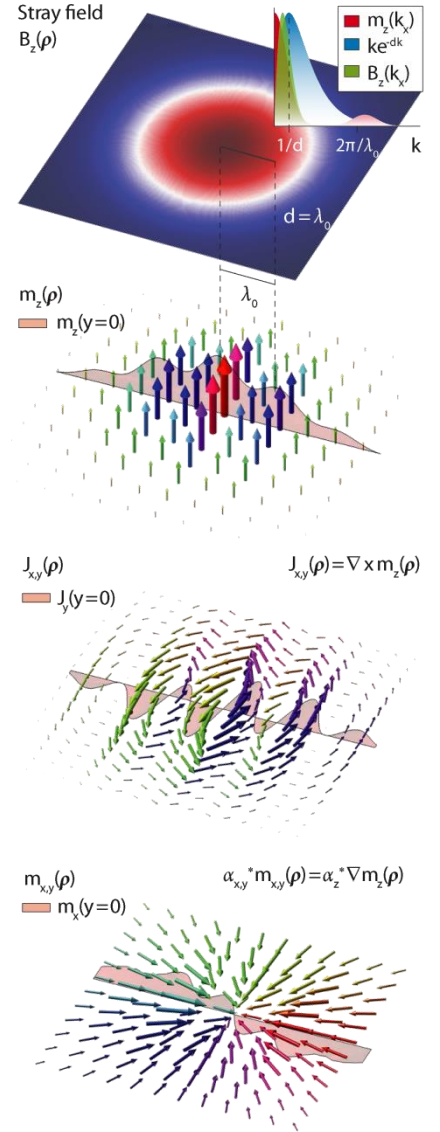 Stray field
B_z(ρ)
m_z(k_x)
ke^-dk
B_z(k_x)
1/d
2π/λ_0
k
d = λ_0
λ_0
m_z(ρ)
m_z(y=0)
J_x,y(ρ)
J_x,y(ρ)=∇ x m_z(ρ)
J_y(y=0)
m_x,y(ρ)
α_x,y*m_x,y(ρ)=α_z*∇m_z(ρ)
m_x(y=0)